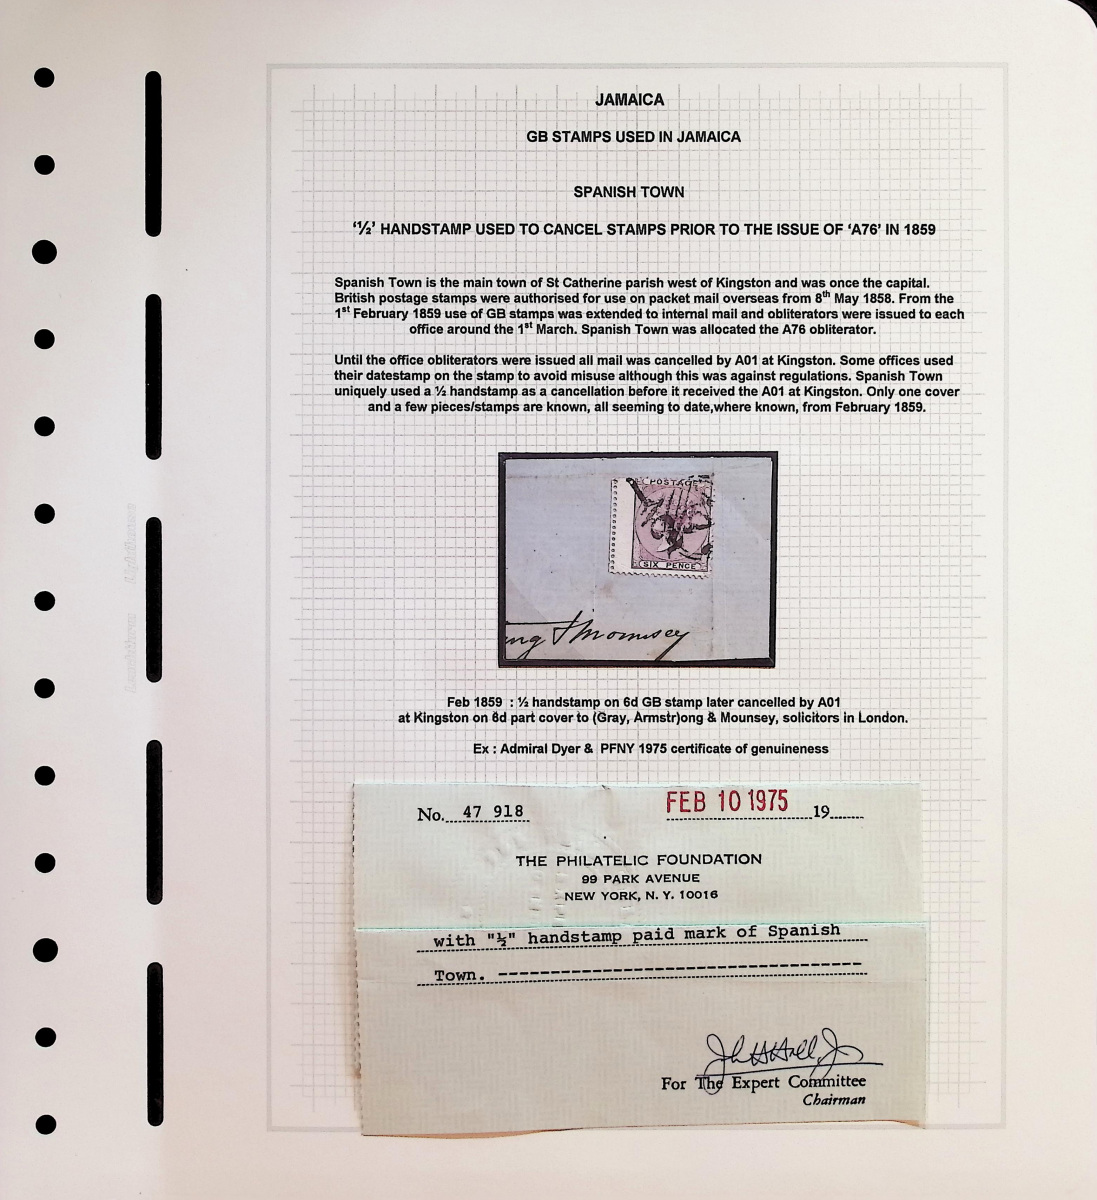 JAMAICA
GB STAMPS USED IN JAMAICA
SPANISH TOWN
'½' HANDSTAMP USED TO CANCEL STAMPS PRIOR TO THE ISSUE OF 'A76' IN 1859
Spanish Town is the main town of St Catherine parish west of Kingston and was once the capital.
British postage stamps were authorised for use on packet mail overseas from 8th May 1858. From the
1st February 1859 use of GB stamps was extended to internal mail and obliterators were issued to each
office around the 1st March. Spanish Town was allocated the A76 obliterator.
Until the office obliterators were issued all mail was cancelled by A01 at Kingston. Some offices used
their datestamp on the stamp to avoid misuse although this was against regulations. Spanish Town
uniquely used a ½ handstamp as a cancellation before it received the A01 at Kingston. Only one cover
and a few pieces/stamps are known, all seeming to date,where known, from February 1859.
POSTAGE
SIX PENCE
ng & Mounsey
Feb 1859 : ½ handstamp on 6d GB stamp later cancelled by A01
at Kingston on 6d part cover to (Gray, Armstr)ong & Mounsey, solicitors in London.
Ex : Admiral Dyer & PFNY 1975 certificate of genuineness
No. 47 918 FEB 10 1975 19
THE PHILATELIC FOUNDATION
99 PARK AVENUE
NEW YORK, N. Y. 10016
with "½" handstamp paid mark of Spanish
Town.
For The Expert Committee
Chairman